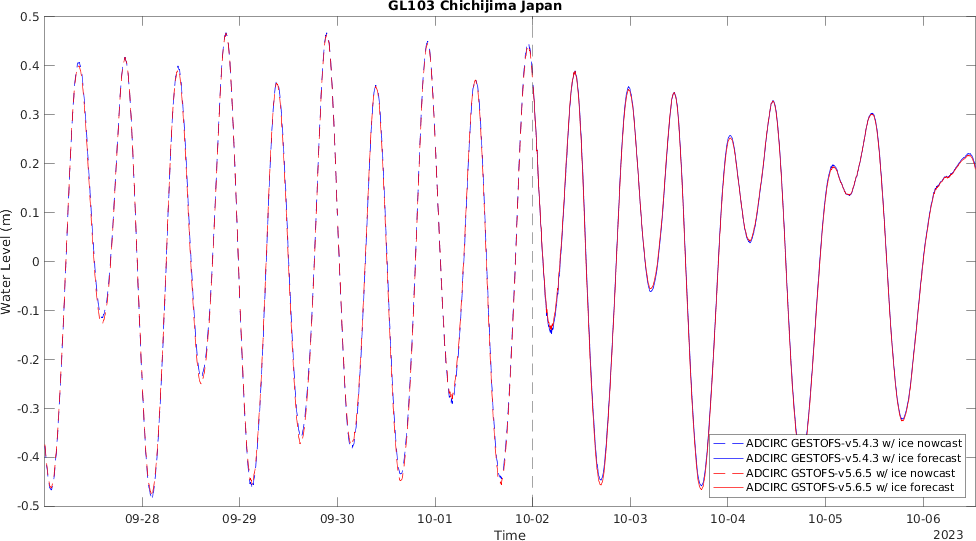 GL103 Chichijima Japan
0.5
0.4
0.3
0.2
0.1
0
-0.1
-0.2
-0.3
-0.4
-0.5
Water Level (m)
09-28 09-29 09-30 10-01 10-02 10-03 10-04 10-05 10-06
Time
2023
ADCIRC GESTOFS-v5.4.3 w/ ice nowcast
ADCIRC GESTOFS-v5.4.3 w/ ice forecast
ADCIRC GSTOFS-v5.6.5 w/ ice nowcast
ADCIRC GSTOFS-v5.6.5 w/ ice forecast